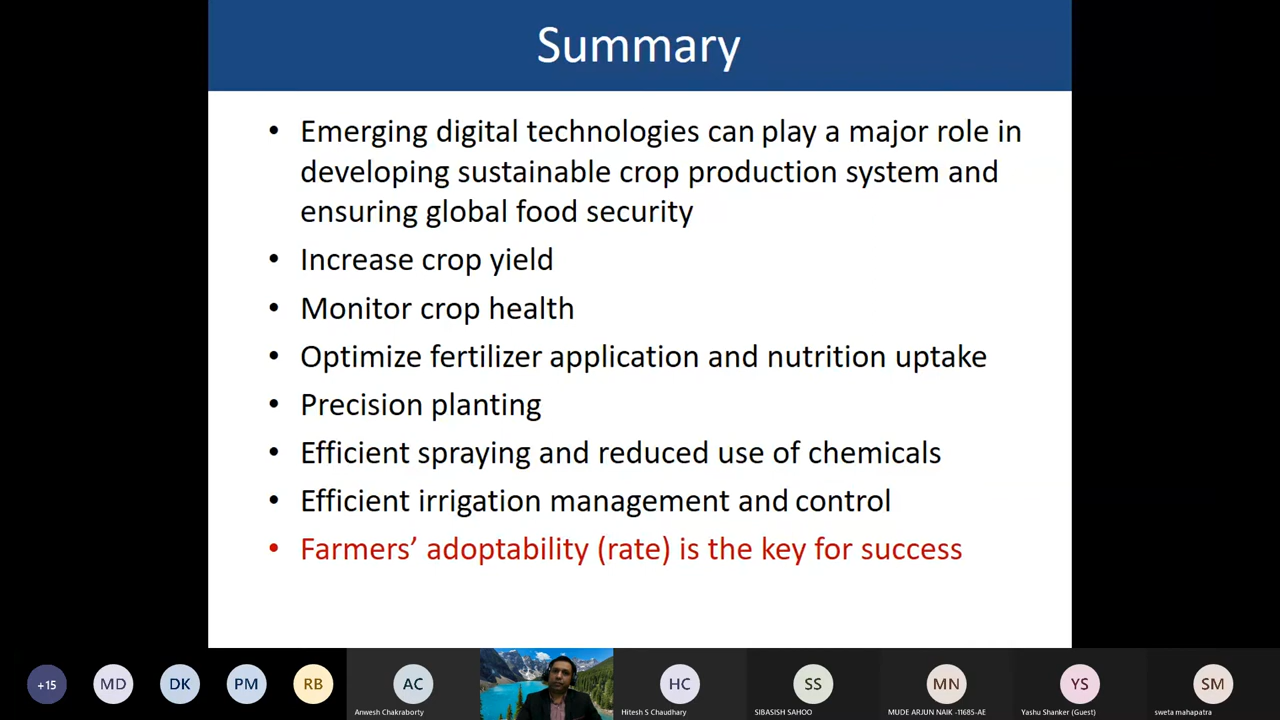 Summary
• Emerging digital technologies can play a major role in
developing sustainable crop production system and
ensuring global food security
• Increase crop yield
• Monitor crop health
• Optimize fertilizer application and nutrition uptake
• Precision planting
• Efficient spraying and reduced use of chemicals
• Efficient irrigation management and control
• Farmers’ adoptability (rate) is the key for success
+15 MD DK PM RB AC HC SS MN YS SM
Anwesh Chakraborty Hitesh S Chaudhary SIBASISH SAHOO MUDE ARJUN NAIK -11685-AE Yashu Shanker (Guest) sweta mahapatra